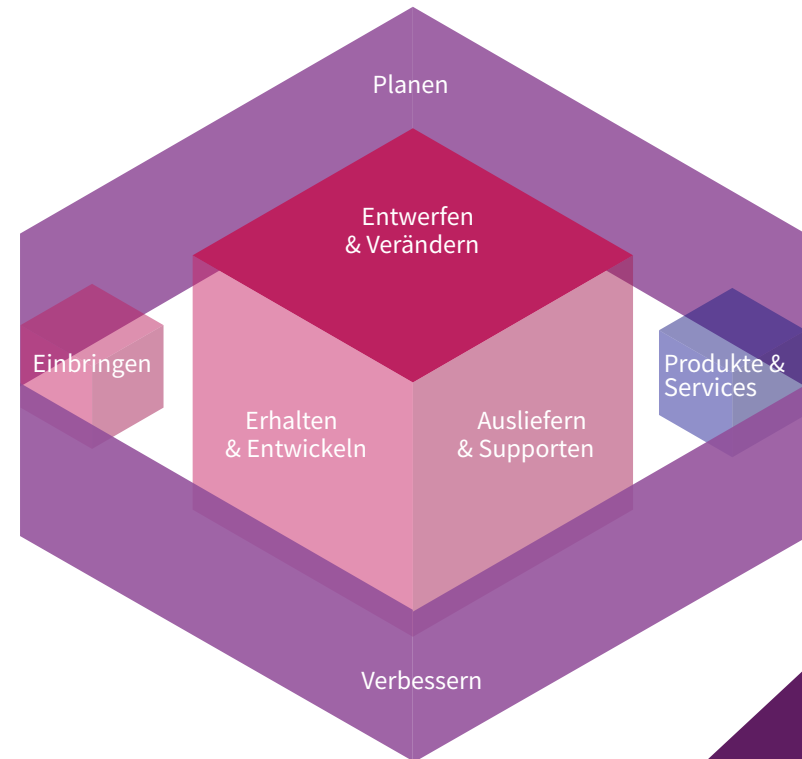 Planen
Entwerfen
& Verändern
Einbringen
Produkte &
Services
Erhalten
& Entwickeln
Ausliefern
& Supporten
Verbessern